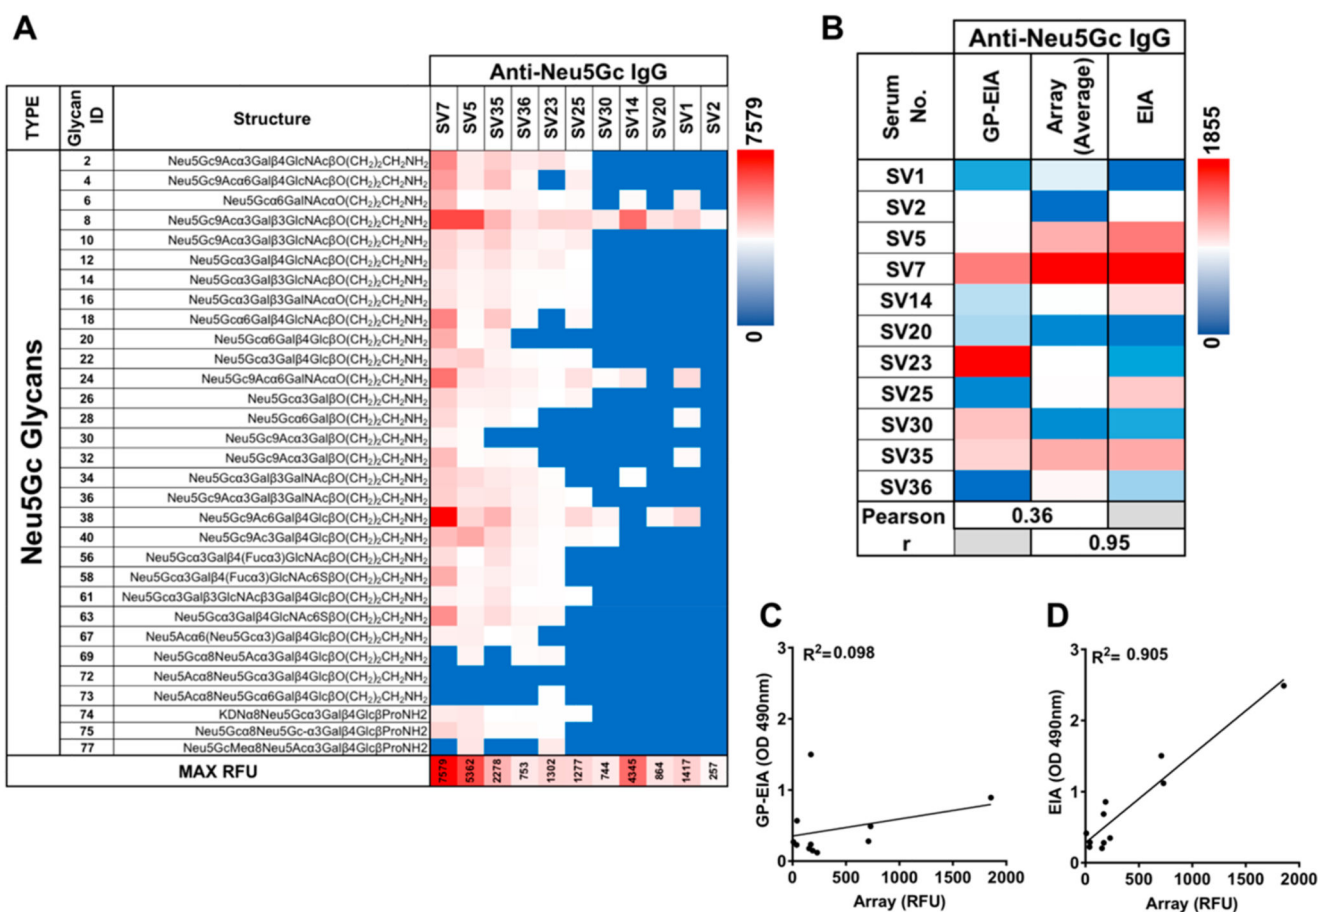 A
Anti-Neu5Gc IgG
TYPE
Glycan ID
Structure
SV7 SV5 SV35 SV36 SV23 SV25 SV30 SV14 SV20 SV1 SV2
7579
0
Neu5Gc Glycans
2 Neu5Gc9Acα3Galβ4GlcNAcβO(CH₂)₂CH₂NH₂
4 Neu5Gc9Acα6Galβ4GlcNAcβO(CH₂)₂CH₂NH₂
6 Neu5Gcα6GalNAcαO(CH₂)₂CH₂NH₂
8 Neu5Gc9Acα3Galβ3GlcNAcβO(CH₂)₂CH₂NH₂
10 Neu5Gc9Acα3Galβ3GlcNAcβO(CH₂)₂CH₂NH₂
12 Neu5Gcα3Galβ4GlcNAcβO(CH₂)₂CH₂NH₂
14 Neu5Gcα3Galβ3GlcNAcβO(CH₂)₂CH₂NH₂
16 Neu5Gcα3Galβ3GalNAcαO(CH₂)₂CH₂NH₂
18 Neu5Gcα6Galβ4GlcNAcβO(CH₂)₂CH₂NH₂
20 Neu5Gcα6Galβ4GlcβO(CH₂)₂CH₂NH₂
22 Neu5Gcα3Galβ4GlcβO(CH₂)₂CH₂NH₂
24 Neu5Gc9Acα6GalNAcαO(CH₂)₂CH₂NH₂
26 Neu5Gcα3GalβO(CH₂)₂CH₂NH₂
28 Neu5Gcα6GalβO(CH₂)₂CH₂NH₂
30 Neu5Gc9Acα3GalβO(CH₂)₂CH₂NH₂
32 Neu5Gc9Acα3GalβO(CH₂)₂CH₂NH₂
34 Neu5Gcα3Galβ3GalNAcβO(CH₂)₂CH₂NH₂
36 Neu5Gc9Acα3Galβ3GalNAcβO(CH₂)₂CH₂NH₂
38 Neu5Gc9Ac6Galβ4GlcβO(CH₂)₂CH₂NH₂
40 Neu5Gc9Ac3Galβ4GlcβO(CH₂)₂CH₂NH₂
56 Neu5Gcα3Galβ4(Fucα3)GlcNAcβO(CH₂)₂CH₂NH₂
58 Neu5Gcα3Galβ4(Fucα3)GlcNAc6SβO(CH₂)₂CH₂NH₂
61 Neu5Gcα3Galβ3GlcNAcβ3Galβ4GlcβO(CH₂)₂CH₂NH₂
63 Neu5Gcα3Galβ4GlcNAc6SβO(CH₂)₂CH₂NH₂
67 Neu5Acα6(Neu5Gcα3)Galβ4GlcβO(CH₂)₂CH₂NH₂
69 Neu5Gcα8Neu5Acα3Galβ4GlcβO(CH₂)₂CH₂NH₂
72 Neu5Acα8Neu5Gcα3Galβ4GlcβO(CH₂)₂CH₂NH₂
73 Neu5Acα8Neu5Gcα6Galβ4GlcβO(CH₂)₂CH₂NH₂
74 KDNα8Neu5Gcα3Galβ4GlcβProNH2
75 Neu5Gcα8Neu5Gc-α3Galβ4GlcβProNH2
77 Neu5GcMeα8Neu5Acα3Galβ4GlcβProNH2
MAX RFU 7579 5362 2278 753 1302 1277 744 4345 864 1417 257
B
Anti-Neu5Gc IgG
Serum No.
GP-EIA
Array (Average)
EIA
1855
0
SV1
SV2
SV5
SV7
SV14
SV20
SV23
SV25
SV30
SV35
SV36
Pearson 0.36
r 0.95
C
R²=0.098
GP-EIA (OD 490nm)
3
2
1
0
0 500 1000 1500 2000
Array (RFU)
D
R²= 0.905
EIA (OD 490nm)
3
2
1
0
0 500 1000 1500 2000
Array (RFU)